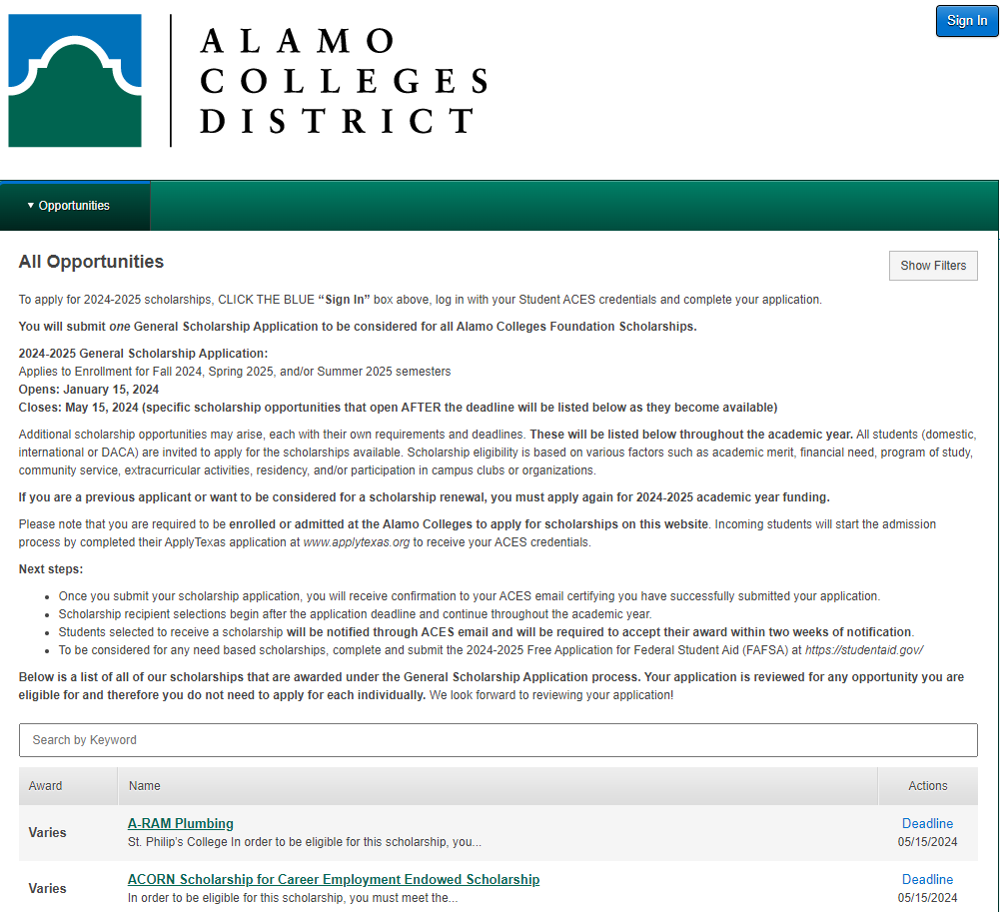 Sign In
ALAMO
COLLEGES
DISTRICT
▼ Opportunities
All Opportunities
Show Filters
To apply for 2024-2025 scholarships, CLICK THE BLUE “Sign In” box above, log in with your Student ACES credentials and complete your application.
You will submit one General Scholarship Application to be considered for all Alamo Colleges Foundation Scholarships.
2024-2025 General Scholarship Application:
Applies to Enrollment for Fall 2024, Spring 2025, and/or Summer 2025 semesters
Opens: January 15, 2024
Closes: May 15, 2024 (specific scholarship opportunities that open AFTER the deadline will be listed below as they become available)
Additional scholarship opportunities may arise, each with their own requirements and deadlines. These will be listed below throughout the academic year. All students (domestic,
international or DACA) are invited to apply for the scholarships available. Scholarship eligibility is based on various factors such as academic merit, financial need, program of study,
community service, extracurricular activities, residency, and/or participation in campus clubs or organizations.
If you are a previous applicant or want to be considered for a scholarship renewal, you must apply again for 2024-2025 academic year funding.
Please note that you are required to be enrolled or admitted at the Alamo Colleges to apply for scholarships on this website. Incoming students will start the admission
process by completed their ApplyTexas application at www.applytexas.org to receive your ACES credentials.
Next steps:
• Once you submit your scholarship application, you will receive confirmation to your ACES email certifying you have successfully submitted your application.
• Scholarship recipient selections begin after the application deadline and continue throughout the academic year.
• Students selected to receive a scholarship will be notified through ACES email and will be required to accept their award within two weeks of notification.
• To be considered for any need based scholarships, complete and submit the 2024-2025 Free Application for Federal Student Aid (FAFSA) at https://studentaid.gov/
Below is a list of all of our scholarships that are awarded under the General Scholarship Application process. Your application is reviewed for any opportunity you are
eligible for and therefore you do not need to apply for each individually. We look forward to reviewing your application!
Search by Keyword
Award Name Actions
Varies
A-RAM Plumbing
St. Philip's College In order to be eligible for this scholarship, you...
Deadline
05/15/2024
Varies
ACORN Scholarship for Career Employment Endowed Scholarship
In order to be eligible for this scholarship, you must meet the...
Deadline
05/15/2024